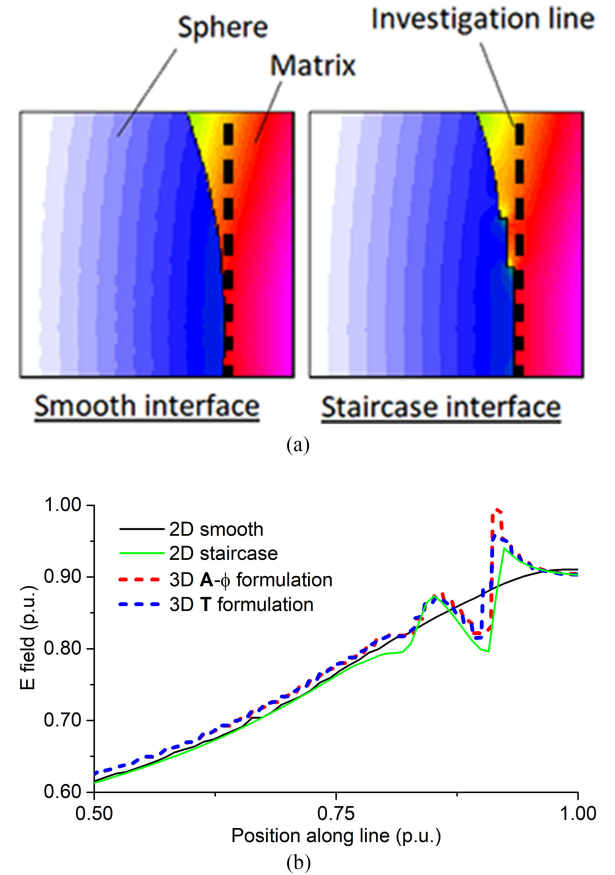 Sphere
Investigation line
Matrix
Smooth interface
Staircase interface
(a)
1.00
0.90
0.80
0.70
0.60
E field (p.u.)
2D smooth
2D staircase
3D A-ϕ formulation
3D T formulation
0.50
0.75
1.00
Position along line (p.u.)
(b)